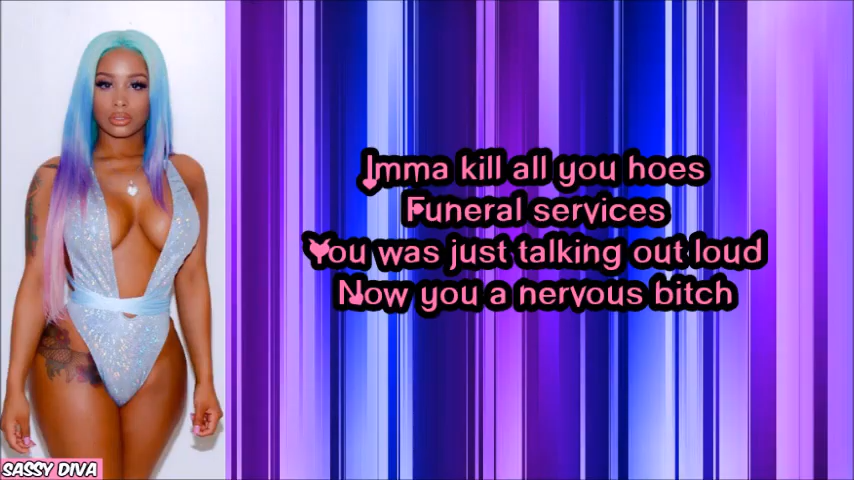 Imma kill all you hoes
Funeral services
You was just talking out loud
Now you a nervous bitch
SASSY DIVA